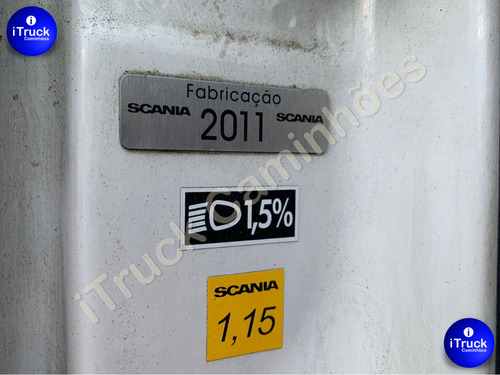 iTruck
Caminhões
Fabricação
SCANIA 2011 SCANIA
1,5%
SCANIA
1,15
iTruck Caminhões
iTruck
Caminhões